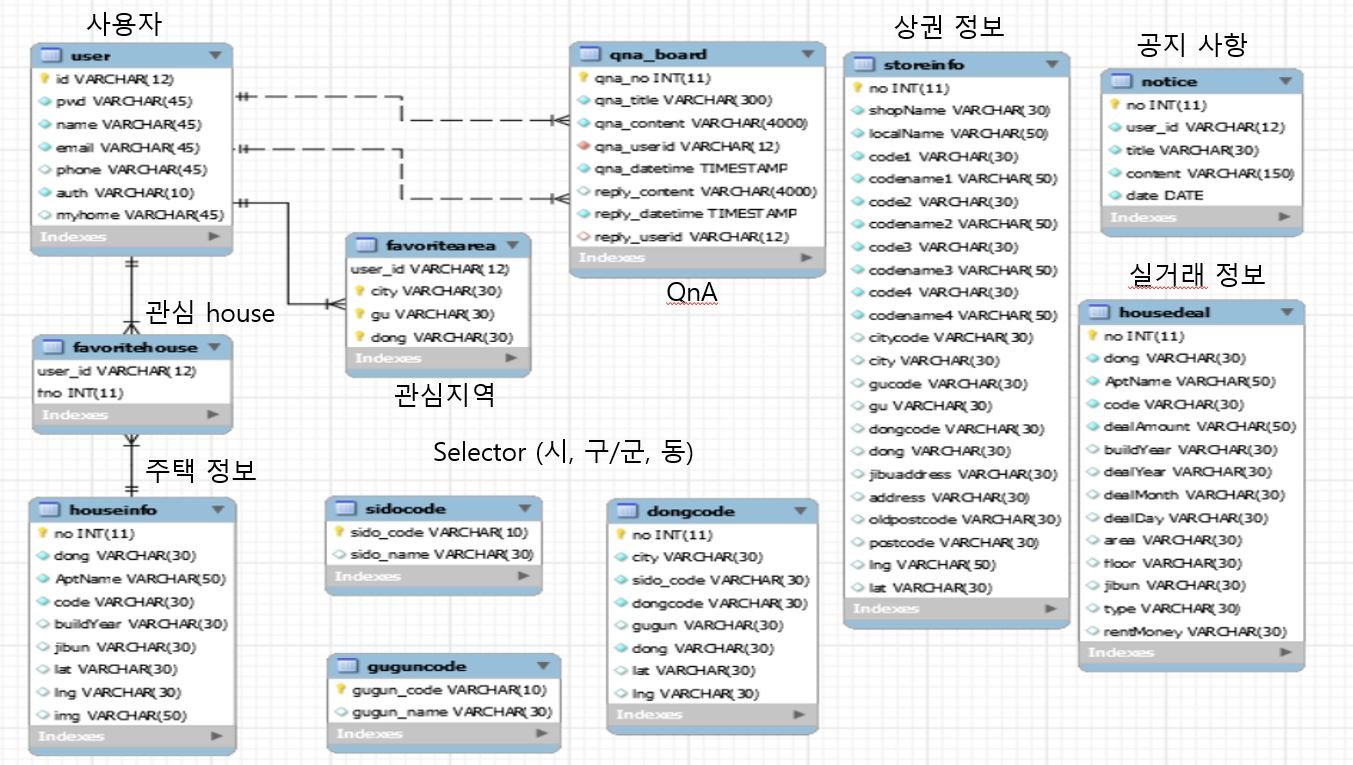 사용자
user
id VARCHAR(12)
pwd VARCHAR(45)
name VARCHAR(45)
email VARCHAR(45)
phone VARCHAR(45)
auth VARCHAR(10)
myhome VARCHAR(45)
Indexes
관심 house
favoritehouse
user_id VARCHAR(12)
fno INT(11)
Indexes
주택 정보
houseinfo
no INT(11)
dong VARCHAR(30)
AptName VARCHAR(50)
code VARCHAR(30)
buildYear VARCHAR(30)
jibun VARCHAR(30)
lat VARCHAR(30)
lng VARCHAR(30)
img VARCHAR(50)
Indexes
favoritearea
user_id VARCHAR(12)
city VARCHAR(30)
gu VARCHAR(30)
dong VARCHAR(30)
Indexes
관심지역
qna_board
qna_no INT(11)
qna_title VARCHAR(300)
qna_content VARCHAR(4000)
qna_userid VARCHAR(12)
qna_datetime TIMESTAMP
reply_content VARCHAR(4000)
reply_datetime TIMESTAMP
reply_userid VARCHAR(12)
Indexes
QnA
Selector (시, 구/군, 동)
sidocode
sido_code VARCHAR(10)
sido_name VARCHAR(30)
Indexes
guguncode
gugun_code VARCHAR(10)
gugun_name VARCHAR(30)
Indexes
dongcode
no INT(11)
city VARCHAR(30)
sido_code VARCHAR(30)
dongcode VARCHAR(30)
gugun VARCHAR(30)
dong VARCHAR(30)
lat VARCHAR(30)
lng VARCHAR(30)
Indexes
상권 정보
storeinfo
no INT(11)
shopName VARCHAR(30)
localName VARCHAR(50)
code1 VARCHAR(30)
codename1 VARCHAR(50)
code2 VARCHAR(30)
codename2 VARCHAR(50)
code3 VARCHAR(30)
codename3 VARCHAR(50)
code4 VARCHAR(30)
codename4 VARCHAR(50)
citycode VARCHAR(30)
city VARCHAR(30)
gucode VARCHAR(30)
gu VARCHAR(30)
dongcode VARCHAR(30)
dong VARCHAR(30)
jibuaddress VARCHAR(30)
address VARCHAR(30)
oldpostcode VARCHAR(30)
postcode VARCHAR(30)
lng VARCHAR(50)
lat VARCHAR(30)
Indexes
공지 사항
notice
no INT(11)
user_id VARCHAR(12)
title VARCHAR(30)
content VARCHAR(150)
date DATE
Indexes
실거래 정보
housedeal
no INT(11)
dong VARCHAR(30)
AptName VARCHAR(50)
code VARCHAR(30)
dealAmount VARCHAR(50)
buildYear VARCHAR(30)
dealYear VARCHAR(30)
dealMonth VARCHAR(30)
dealDay VARCHAR(30)
area VARCHAR(30)
floor VARCHAR(30)
jibun VARCHAR(30)
type VARCHAR(30)
rentMoney VARCHAR(30)
Indexes